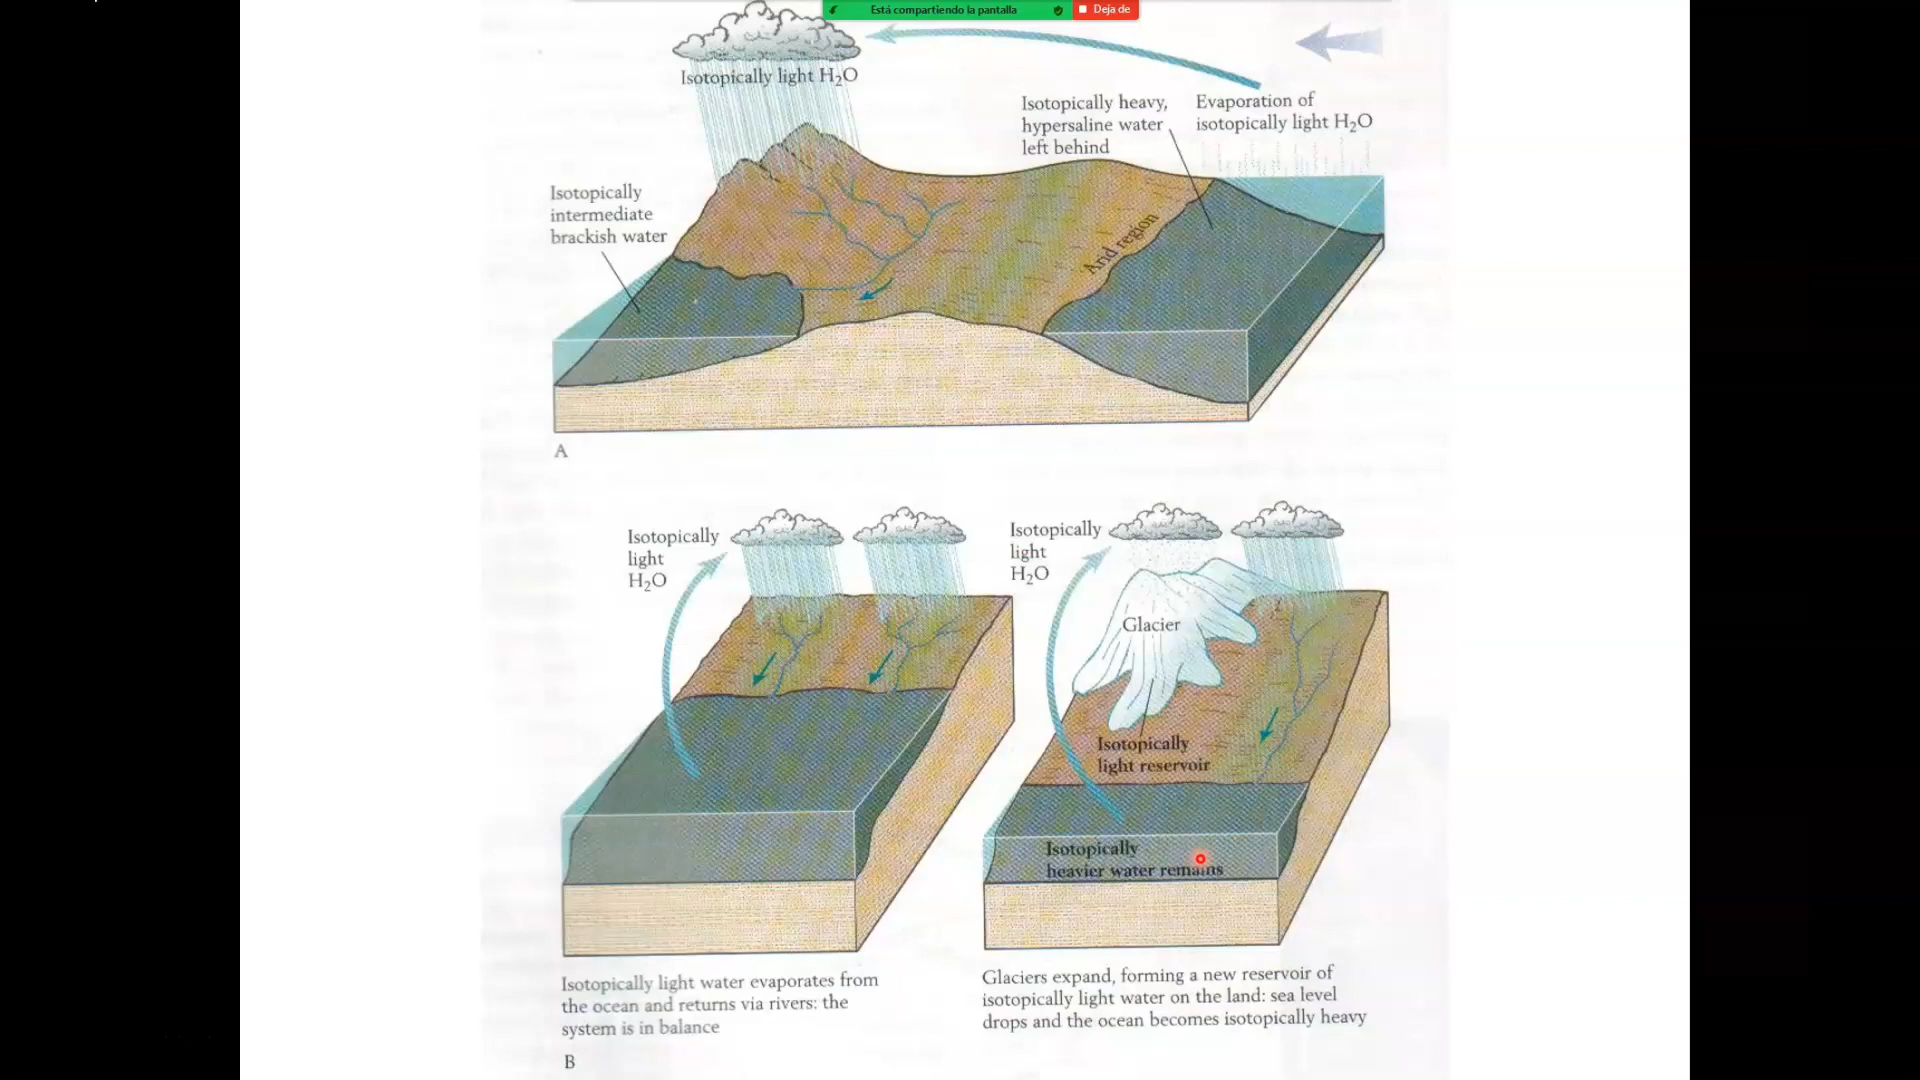 Está compartiendo la pantalla
Deja de
Isotopically light H₂O
Isotopically heavy,
hypersaline water
left behind
Evaporation of
isotopically light H₂O
Isotopically
intermediate
brackish water
Arid region
A
Isotopically
light
H₂O
Isotopically
light
H₂O
Glacier
Isotopically
light reservoir
Isotopically
heavier water remains
Isotopically light water evaporates from
the ocean and returns via rivers: the
system is in balance
Glaciers expand, forming a new reservoir of
isotopically light water on the land: sea level
drops and the ocean becomes isotopically heavy
B